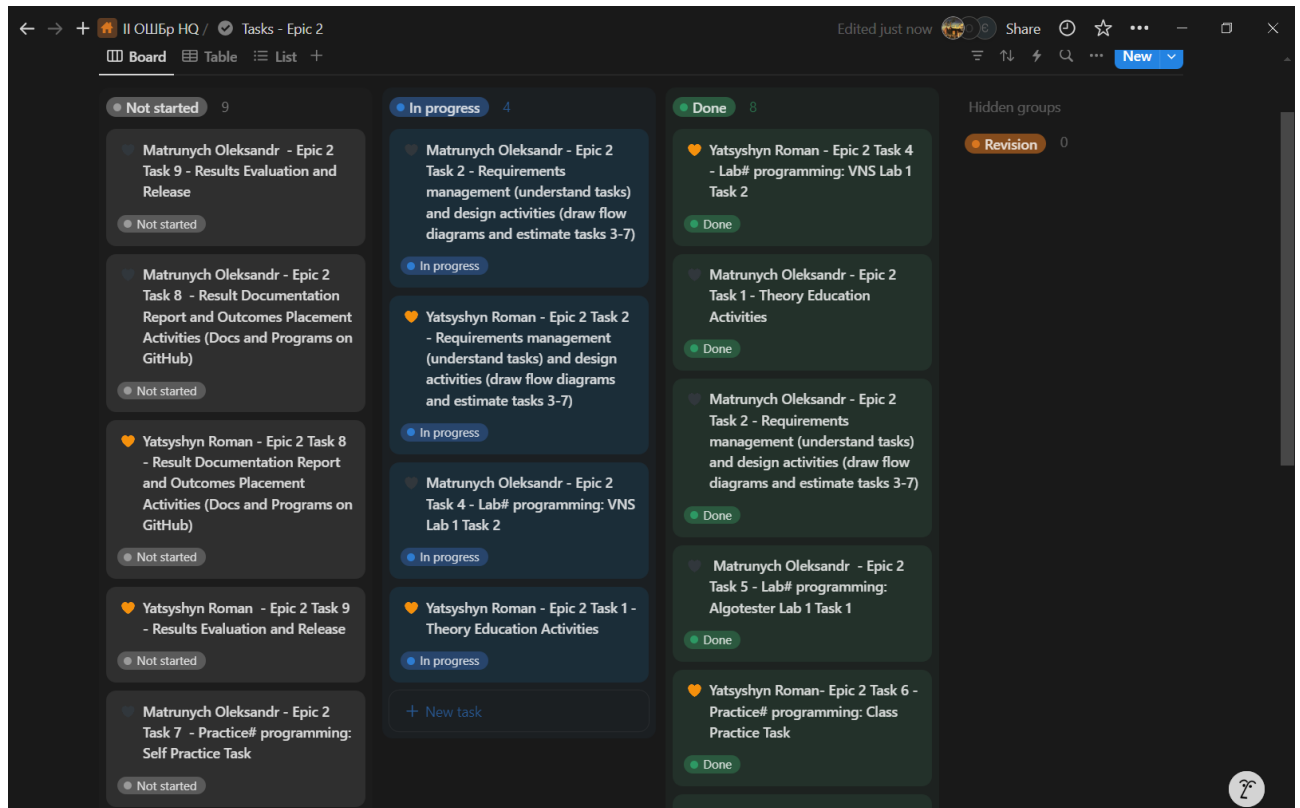 II ОШБр HQ / Tasks - Epic 2
Edited just now
Є
Share
Board
Table
List
New
Not started 9
Matrunych Oleksandr - Epic 2
Task 9 - Results Evaluation and
Release
Not started
Matrunych Oleksandr - Epic 2
Task 8 - Result Documentation
Report and Outcomes Placement
Activities (Docs and Programs on
GitHub)
Not started
Yatsyshyn Roman - Epic 2 Task 8
- Result Documentation Report
and Outcomes Placement
Activities (Docs and Programs on
GitHub)
Not started
Yatsyshyn Roman - Epic 2 Task 9
- Results Evaluation and Release
Not started
Matrunych Oleksandr - Epic 2
Task 7 - Practice# programming:
Self Practice Task
Not started
In progress 4
Matrunych Oleksandr - Epic 2
Task 2 - Requirements
management (understand tasks)
and design activities (draw flow
diagrams and estimate tasks 3-7)
In progress
Yatsyshyn Roman - Epic 2 Task 2
- Requirements management
(understand tasks) and design
activities (draw flow diagrams
and estimate tasks 3-7)
In progress
Matrunych Oleksandr - Epic 2
Task 4 - Lab# programming: VNS
Lab 1 Task 2
In progress
Yatsyshyn Roman - Epic 2 Task 1 -
Theory Education Activities
In progress
+ New task
Done 8
Yatsyshyn Roman - Epic 2 Task 4
- Lab# programming: VNS Lab 1
Task 2
Done
Matrunych Oleksandr - Epic 2
Task 1 - Theory Education
Activities
Done
Matrunych Oleksandr - Epic 2
Task 2 - Requirements
management (understand tasks)
and design activities (draw flow
diagrams and estimate tasks 3-7)
Done
Matrunych Oleksandr - Epic 2
Task 5 - Lab# programming:
Algotester Lab 1 Task 1
Done
Yatsyshyn Roman- Epic 2 Task 6 -
Practice# programming: Class
Practice Task
Done
Hidden groups
Revision 0